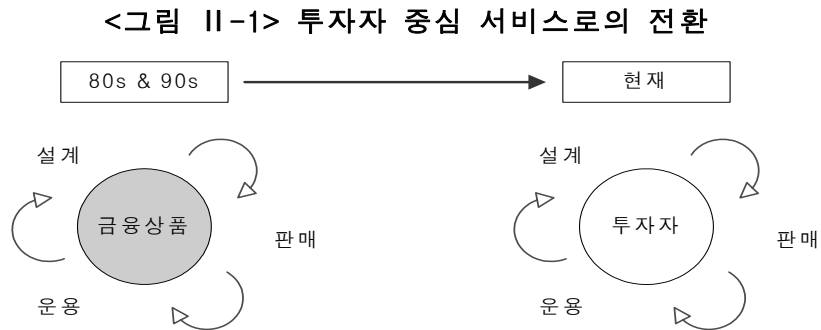 <그림 Ⅱ-1> 투자자 중심 서비스로의 전환
80s & 90s
현재
설계
금융상품
판매
운용
설계
투자자
판매
운용